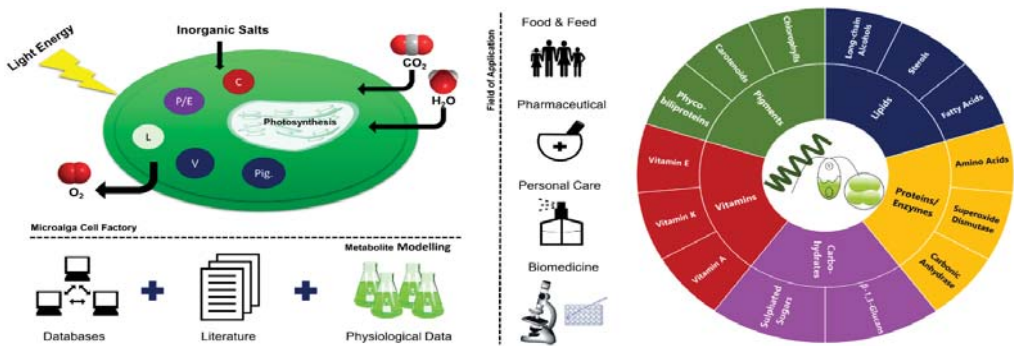 Light Energy
Inorganic Salts
CO2
H2O
C
P/E
Photosynthesis
L
V
Pig.
O2
Microalga Cell Factory
Metabolite Modelling
Databases
Literature
Physiological Data
Field of Application
Food & Feed
Pharmaceutical
Personal Care
Biomedicine
Pigments
Phyco-
biliproteins
Carotenoids
Chlorophylls
Lipids
Long-chain
Alcohols
Sterols
Fatty Acids
Proteins/
Enzymes
Amino Acids
Superoxide
Dismutase
Carbonic
Anhydrase
Carbo-
hydrates
β-1,3-Glucans
Sulphated
Sugars
Vitamins
Vitamin A
Vitamin K
Vitamin E